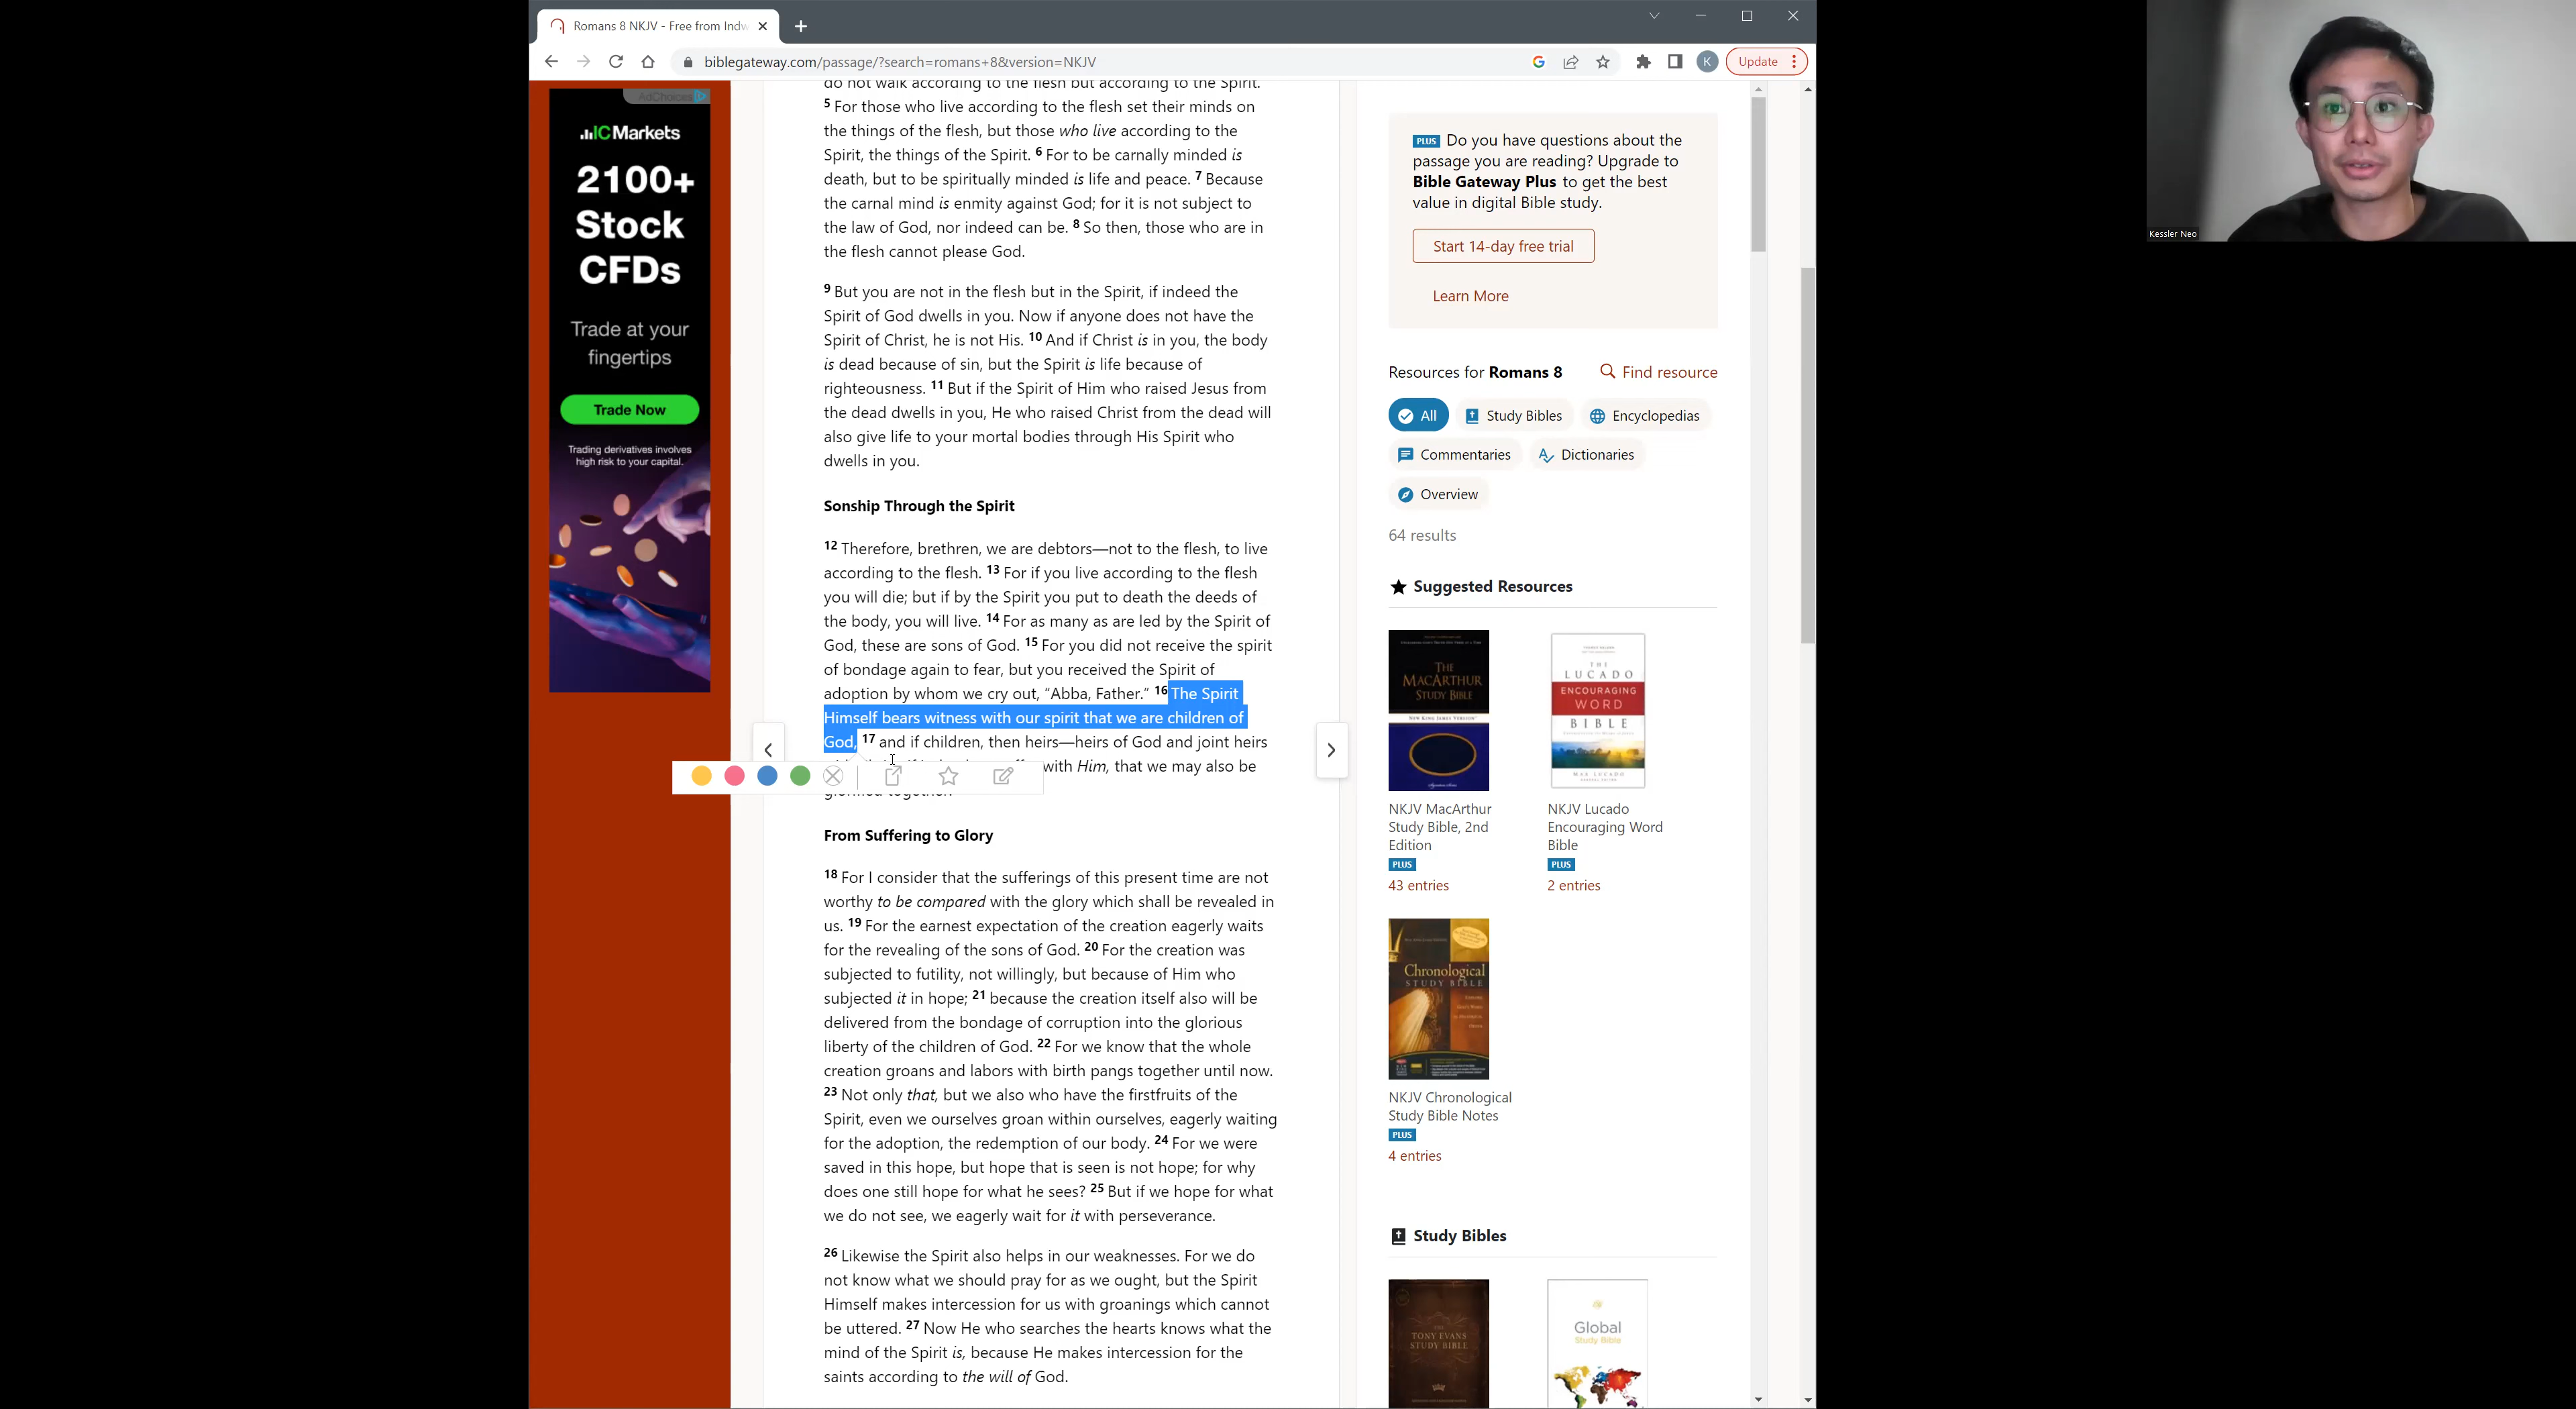 Romans 8 NKJV - Free from Indw
biblegateway.com/passage/?search=romans+8&version=NKJV
K
Update
AdChoices
IC Markets
2100+
Stock
CFDs
Trade at your
fingertips
Trade Now
Trading derivatives involves
high risk to your capital.
do not walk according to the flesh but according to the Spirit.
5 For those who live according to the flesh set their minds on
the things of the flesh, but those who live according to the
Spirit, the things of the Spirit. 6 For to be carnally minded is
death, but to be spiritually minded is life and peace. 7 Because
the carnal mind is enmity against God; for it is not subject to
the law of God, nor indeed can be. 8 So then, those who are in
the flesh cannot please God.
9 But you are not in the flesh but in the Spirit, if indeed the
Spirit of God dwells in you. Now if anyone does not have the
Spirit of Christ, he is not His. 10 And if Christ is in you, the body
is dead because of sin, but the Spirit is life because of
righteousness. 11 But if the Spirit of Him who raised Jesus from
the dead dwells in you, He who raised Christ from the dead will
also give life to your mortal bodies through His Spirit who
dwells in you.
Sonship Through the Spirit
12 Therefore, brethren, we are debtors—not to the flesh, to live
according to the flesh. 13 For if you live according to the flesh
you will die; but if by the Spirit you put to death the deeds of
the body, you will live. 14 For as many as are led by the Spirit of
God, these are sons of God. 15 For you did not receive the spirit
of bondage again to fear, but you received the Spirit of
adoption by whom we cry out, “Abba, Father.” 16 The Spirit
Himself bears witness with our spirit that we are children of
God, 17 and if children, then heirs—heirs of God and joint heirs
with Him, that we may also be
glorified together.
From Suffering to Glory
18 For I consider that the sufferings of this present time are not
worthy to be compared with the glory which shall be revealed in
us. 19 For the earnest expectation of the creation eagerly waits
for the revealing of the sons of God. 20 For the creation was
subjected to futility, not willingly, but because of Him who
subjected it in hope; 21 because the creation itself also will be
delivered from the bondage of corruption into the glorious
liberty of the children of God. 22 For we know that the whole
creation groans and labors with birth pangs together until now.
23 Not only that, but we also who have the firstfruits of the
Spirit, even we ourselves groan within ourselves, eagerly waiting
for the adoption, the redemption of our body. 24 For we were
saved in this hope, but hope that is seen is not hope; for why
does one still hope for what he sees? 25 But if we hope for what
we do not see, we eagerly wait for it with perseverance.
26 Likewise the Spirit also helps in our weaknesses. For we do
not know what we should pray for as we ought, but the Spirit
Himself makes intercession for us with groanings which cannot
be uttered. 27 Now He who searches the hearts knows what the
mind of the Spirit is, because He makes intercession for the
saints according to the will of God.
PLUS Do you have questions about the
passage you are reading? Upgrade to
Bible Gateway Plus to get the best
value in digital Bible study.
Start 14-day free trial
Learn More
Resources for Romans 8
Find resource
All
Study Bibles
Encyclopedias
Commentaries
Dictionaries
Overview
64 results
Suggested Resources
THE
MACARTHUR
STUDY BIBLE
NEW KING JAMES VERSION
THE
LUCADO
ENCOURAGING
WORD
BIBLE
MAX LUCADO
NKJV MacArthur
Study Bible, 2nd
Edition
PLUS
43 entries
NKJV Lucado
Encouraging Word
Bible
PLUS
2 entries
Chronological
STUDY BIBLE
NKJV Chronological
Study Bible Notes
PLUS
4 entries
Study Bibles
THE
TONY EVANS
STUDY BIBLE
Global
Study Bible
Kessler Neo